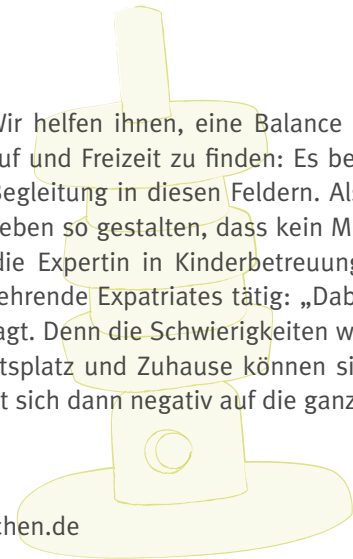 Wir helfen ihnen, eine Balance
uf und Freizeit zu finden: Es be
Begleitung in diesen Feldern. Al
eben so gestalten, dass kein M
die Expertin in Kinderbetreuung
ehrende Expatriates tätig: „Dab
agt. Denn die Schwierigkeiten w
tsplatz und Zuhause können si
t sich dann negativ auf die ganz
chen.de